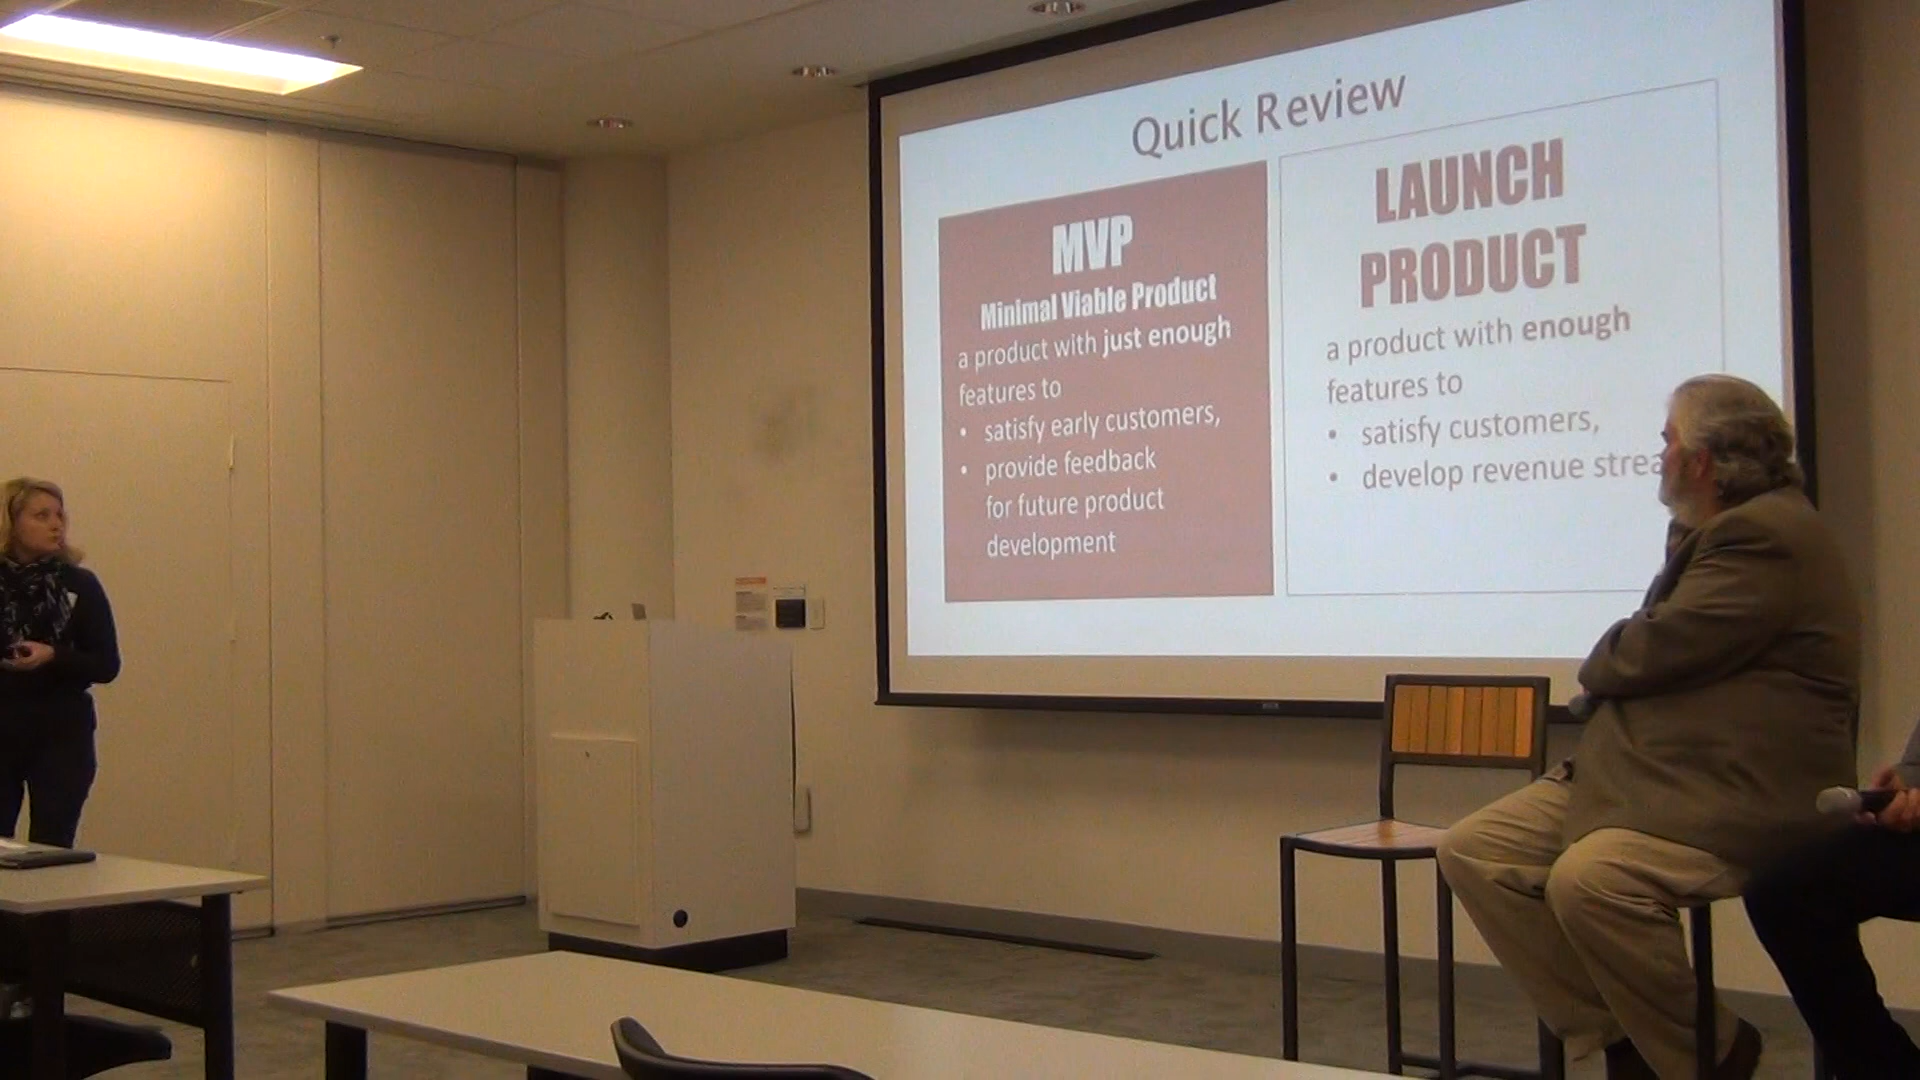 Quick Review
MVP
Minimal Viable Product
a product with just enough
features to
• satisfy early customers,
• provide feedback
for future product
development
LAUNCH
PRODUCT
a product with enough
features to
• satisfy customers,
• develop revenue strea